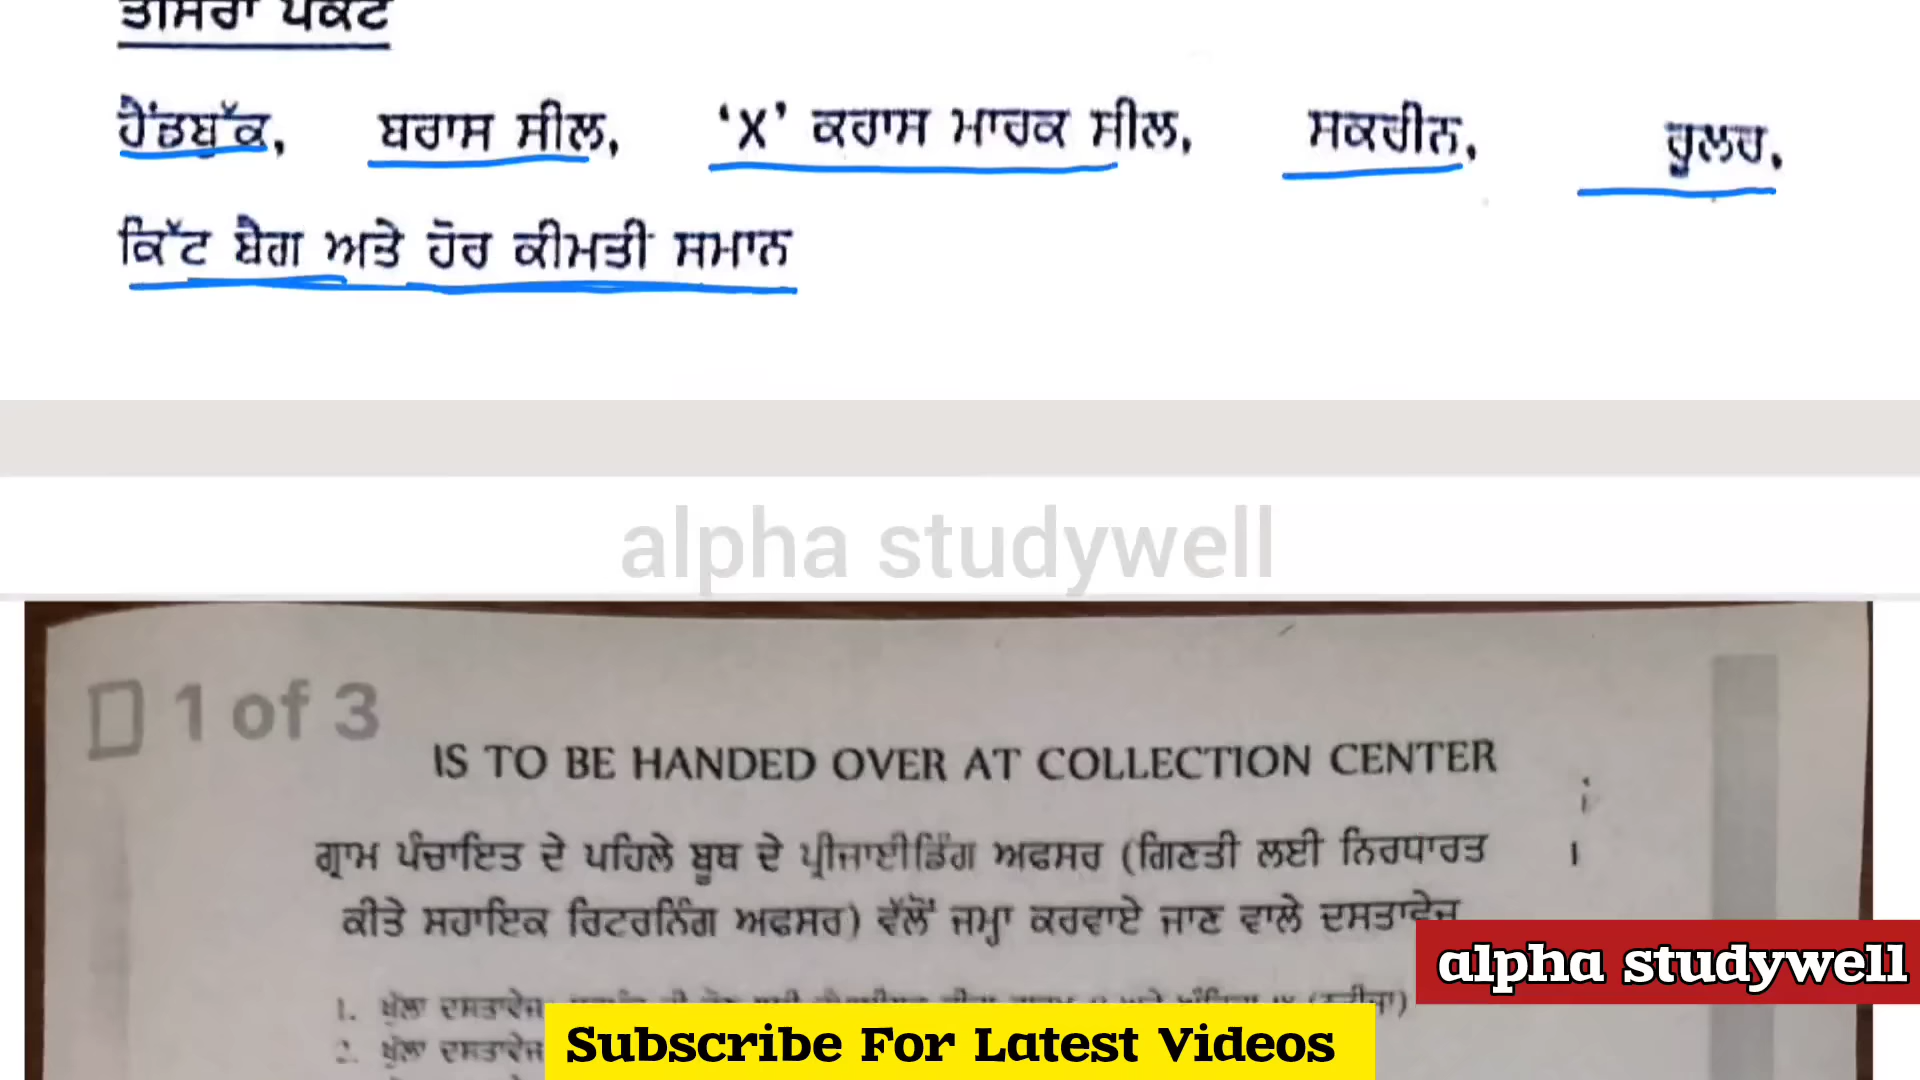 ਤੀਸਰਾ ਪੈਕਟ
ਹੈਂਡਬੁੱਕ, ਬਰਾਸ ਸੀਲ, ‘X’ ਕਰਾਸ ਮਾਰਕ ਸੀਲ, ਸਕਰੀਨ, ਰੂਲਰ,
ਕਿੱਟ ਬੈਗ ਅਤੇ ਹੋਰ ਕੀਮਤੀ ਸਮਾਨ
alpha studywell
1 of 3
IS TO BE HANDED OVER AT COLLECTION CENTER
ਗ੍ਰਾਮ ਪੰਚਾਇਤ ਦੇ ਪਹਿਲੇ ਬੂਥ ਦੇ ਪ੍ਰੀਜਾਈਡਿੰਗ ਅਫਸਰ (ਗਿਣਤੀ ਲਈ ਨਿਰਧਾਰਤ
ਕੀਤੇ ਸਹਾਇਕ ਰਿਟਰਨਿੰਗ ਅਫਸਰ) ਵੱਲੋਂ ਜਮ੍ਹਾ ਕਰਵਾਏ ਜਾਣ ਵਾਲੇ ਦਸਤਾਵੇਜ਼
alpha studywell
1. ਖੁੱਲਾ ਦਸਤਾਵੇਜ਼
2. ਖੁੱਲਾ ਦਸਤਾਵੇਜ਼
Subscribe For Latest Videos